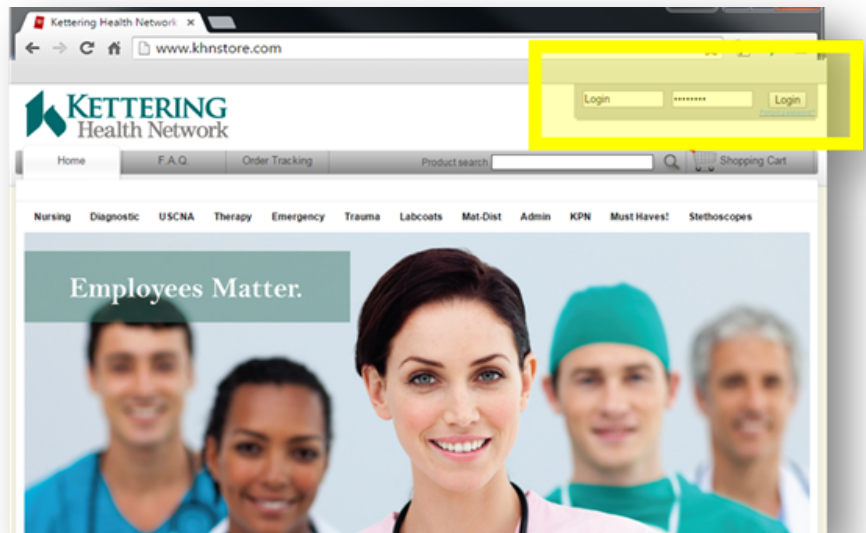 Kettering Health Network
www.khnstore.com
Login •••••••• Login
KETTERING
Health Network
Home F.A.Q. Order Tracking Product search Shopping Cart
Nursing Diagnostic USCNA Therapy Emergency Trauma Labcoats Mat-Dist Admin KPN Must Haves! Stethoscopes
Employees Matter.